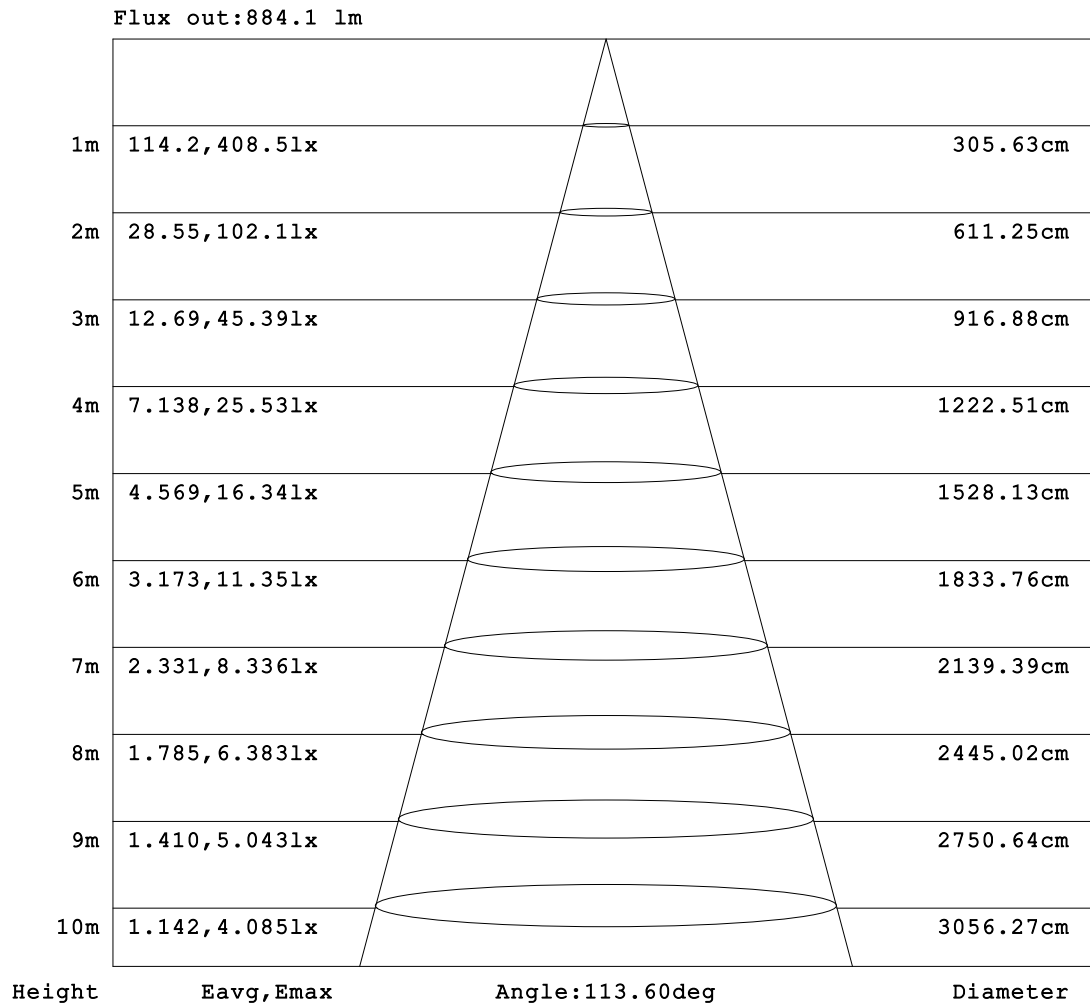 Flux out:884.1 lm
1m 114.2,408.5lx 305.63cm
2m 28.55,102.1lx 611.25cm
3m 12.69,45.39lx 916.88cm
4m 7.138,25.53lx 1222.51cm
5m 4.569,16.34lx 1528.13cm
6m 3.173,11.35lx 1833.76cm
7m 2.331,8.336lx 2139.39cm
8m 1.785,6.383lx 2445.02cm
9m 1.410,5.043lx 2750.64cm
10m 1.142,4.085lx 3056.27cm
Height Eavg,Emax Angle:113.60deg Diameter